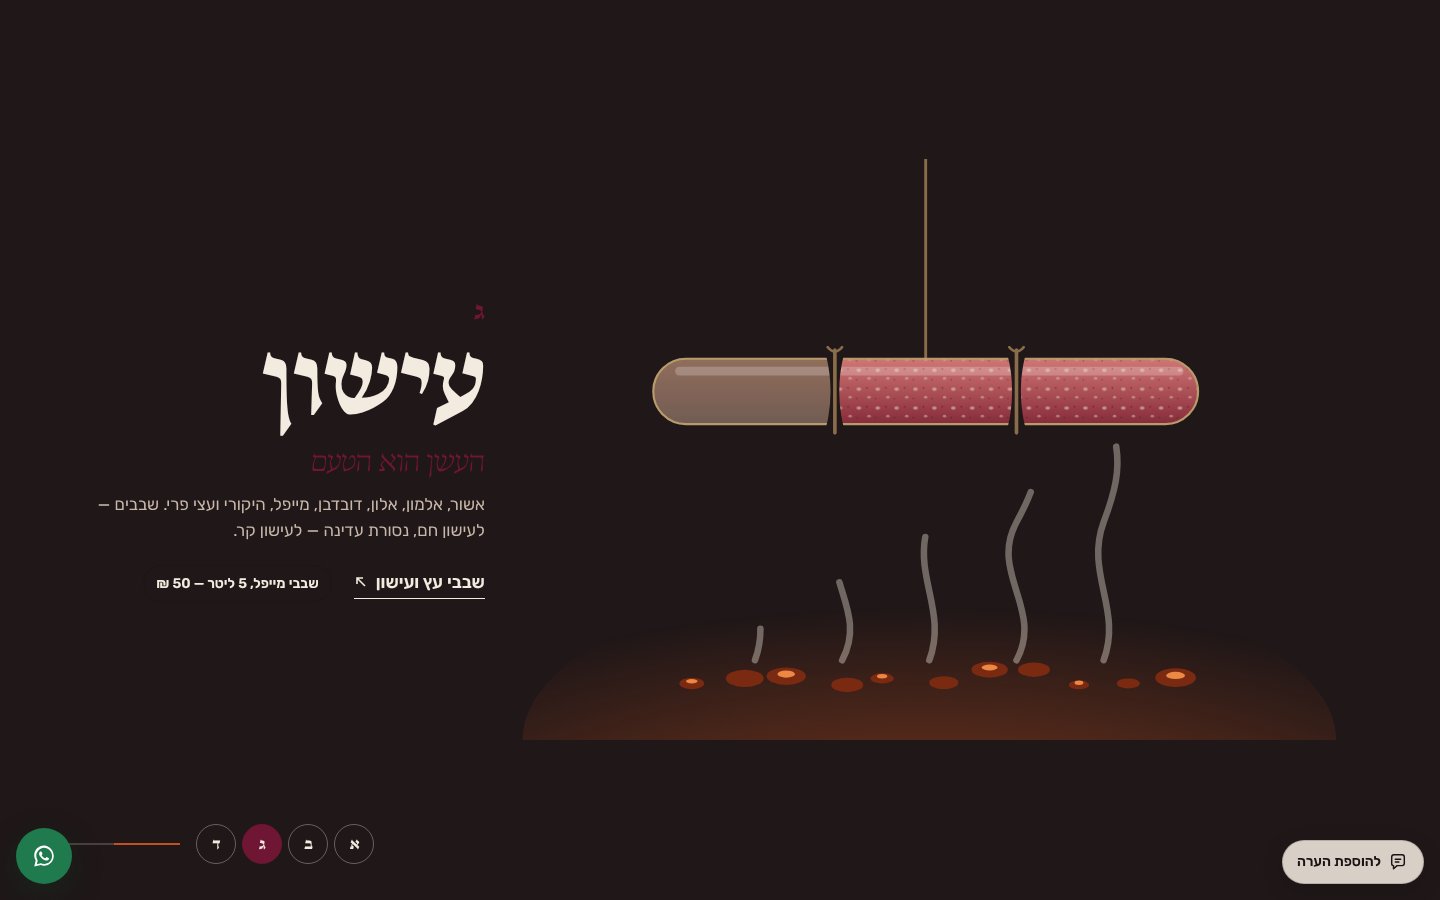 ג
עישון
העשן הוא הטעם
אשור, אלמון, אלון, דובדבן, מייפל, היקורי ועצי פרי. שבבים –
לעישון חם, נסורת עדינה – לעישון קר.
שבבי עץ ועישון ↖
שבבי מייפל, 5 ליטר – 50 ₪
א ב ג ד
להוספת הערה